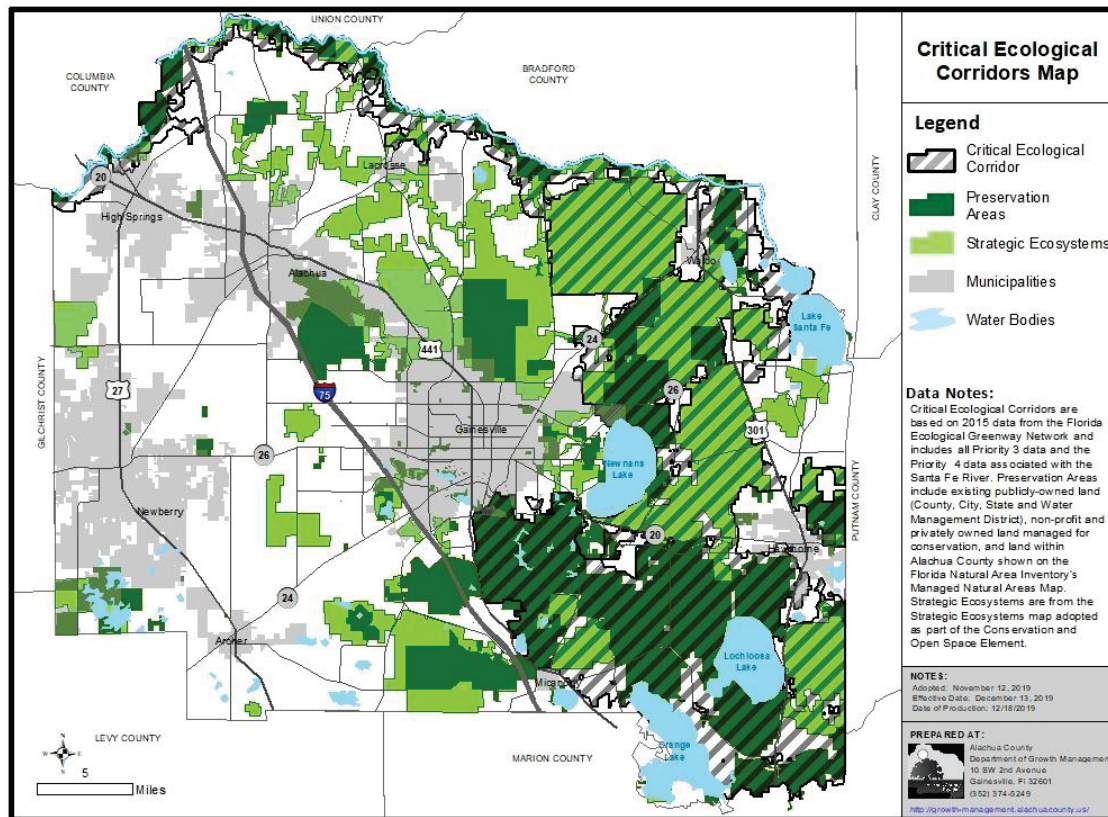 UNION COUNTY
COLUMBIA
COUNTY
BRADFORD
COUNTY
CLAY COUNTY
20
Lacrosse
High Springs
Waldo
Alachua
Lake
Santa Fe
24
441
27
75
26
301
GILCHRIST COUNTY
Gainesville
26
Newnans
Lake
PUTNAM COUNTY
Newberry
20
Hawthorne
24
Archer
Lochloosa
Lake
Micanopy
LEVY COUNTY
MARION COUNTY
Orange
Lake
N
W
E
S
5
Miles
Critical Ecological
Corridors Map
Legend
Critical Ecological
Corridor
Preservation
Areas
Strategic Ecosystems
Municipalities
Water Bodies
Data Notes:
Critical Ecological Corridors are
based on 2015 data from the Florida
Ecological Greenway Network and
includes all Priority 3 data and the
Priority 4 data associated with the
Santa Fe River. Preservation Areas
include existing publicly-owned land
(County, City, State and Water
Management District), non-profit and
privately owned land managed for
conservation, and land within
Alachua County shown on the
Florida Natural Area Inventory's
Managed Natural Areas Map.
Strategic Ecosystems are from the
Strategic Ecosystems map adopted
as part of the Conservation and
Open Space Element.
NOTES:
Adopted: November 12, 2019
Effective Date: December 13, 2019
Date of Production: 12/18/2019
PREPARED AT:
Alachua County
Department of Growth Management
10 SW 2nd Avenue
Gainesville, Fl 32601
(352) 374-5249
http://growth-management.alachuacounty.us/